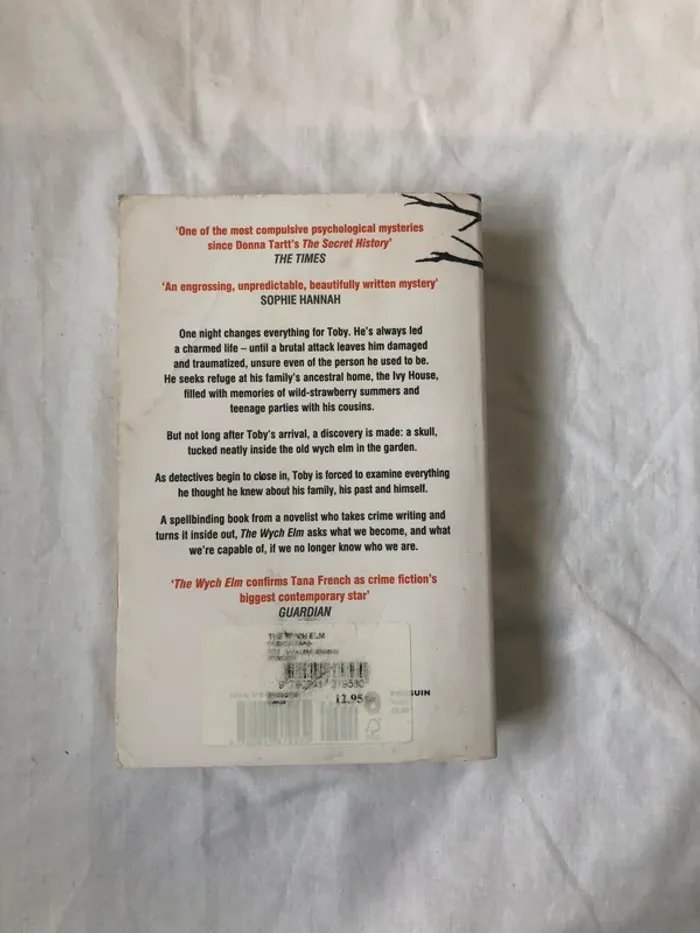 ‘One of the most compulsive psychological mysteries
since Donna Tartt’s The Secret History’
THE TIMES
‘An engrossing, unpredictable, beautifully written mystery’
SOPHIE HANNAH
One night changes everything for Toby. He’s always led
a charmed life – until a brutal attack leaves him damaged
and traumatized, unsure even of the person he used to be.
He seeks refuge at his family’s ancestral home, the Ivy House,
filled with memories of wild-strawberry summers and
teenage parties with his cousins.
But not long after Toby’s arrival, a discovery is made: a skull,
tucked neatly inside the old wych elm in the garden.
As detectives begin to close in, Toby is forced to examine everything
he thought he knew about his family, his past and himself.
A spellbinding book from a novelist who takes crime writing and
turns it inside out, The Wych Elm asks what we become, and what
we’re capable of, if we no longer know who we are.
‘The Wych Elm confirms Tana French as crime fiction’s
biggest contemporary star’
GUARDIAN
ELM
12.95